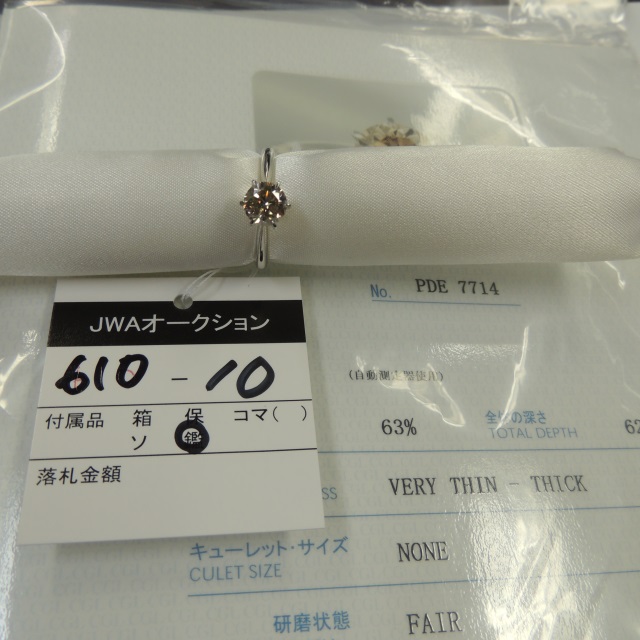 No. PDE 7714
JWAオークション
610 - 10
(自動測定器使用)
付属品 箱 保 コマ( )
ソ 鑑
63% 全体の深さ
TOTAL DEPTH 62
落札金額
SS VERY THIN - THICK
キューレット・サイズ NONE
CULET SIZE
研磨状態 FAIR